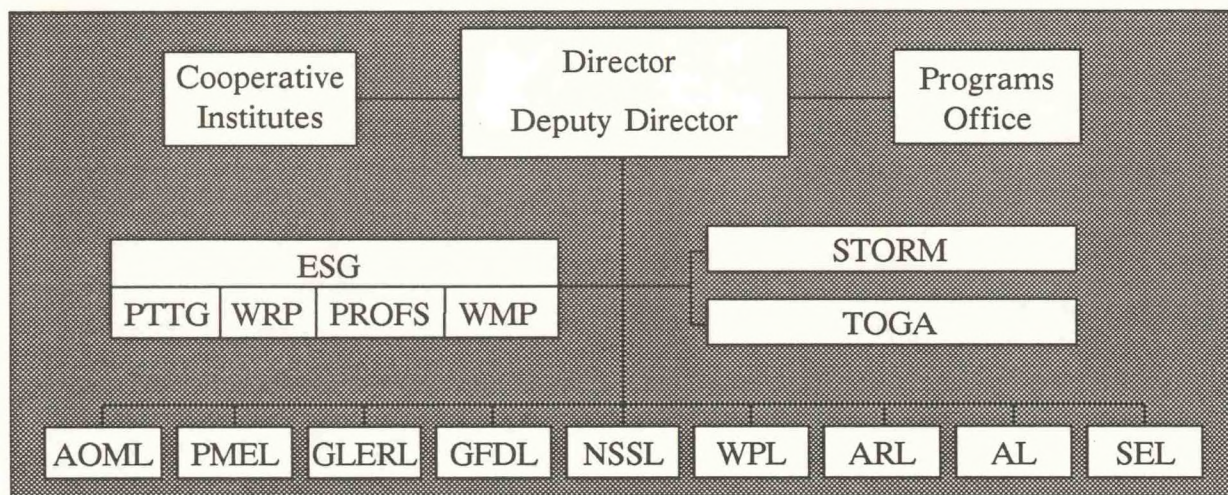 Cooperative
Institutes
Director
Deputy Director
Programs
Office
ESG
PTTG WRP PROFS WMP
STORM
TOGA
AOML PMEL GLERL GFDL NSSL WPL ARL AL SEL